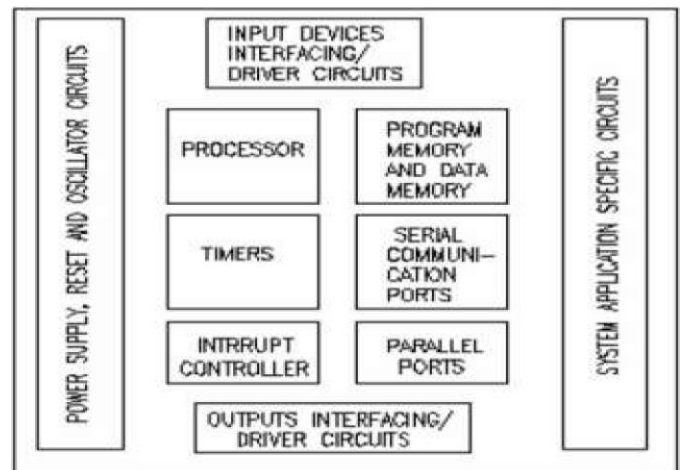 POWER SUPPLY, RESET AND OSCILLATOR CIRCUITS
INPUT DEVICES
INTERFACING/
DRIVER CIRCUITS
PROCESSOR
PROGRAM
MEMORY
AND DATA
MEMORY
TIMERS
SERIAL
COMMUNI-
CATION
PORTS
INTRRUPT
CONTROLLER
PARALLEL
PORTS
OUTPUTS INTERFACING/
DRIVER CIRCUITS
SYSTEM APPLICATION SPECIFIC CIRCUITS